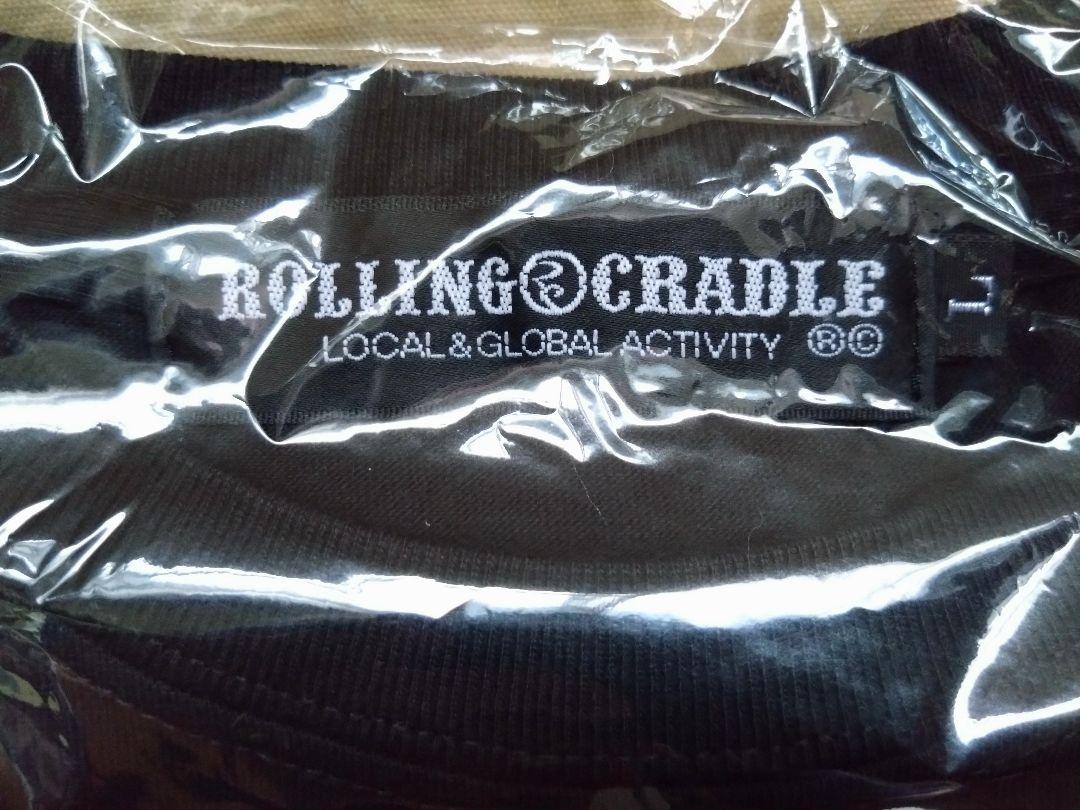 ROLLING CRADLE
LOCAL & GLOBAL ACTIVITY ®©
L